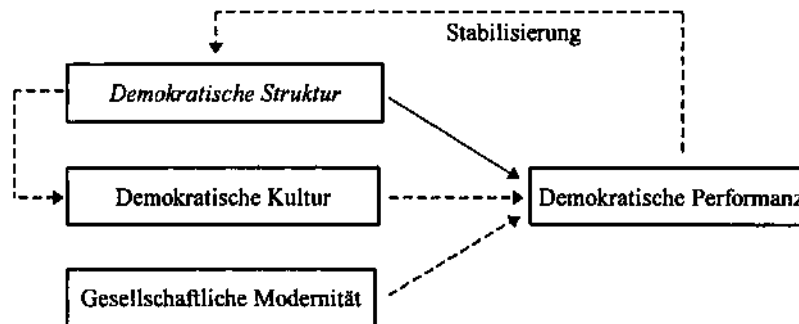 Stabilisierung
Demokratische Struktur
Demokratische Kultur
Demokratische Performanz
Gesellschaftliche Modernität